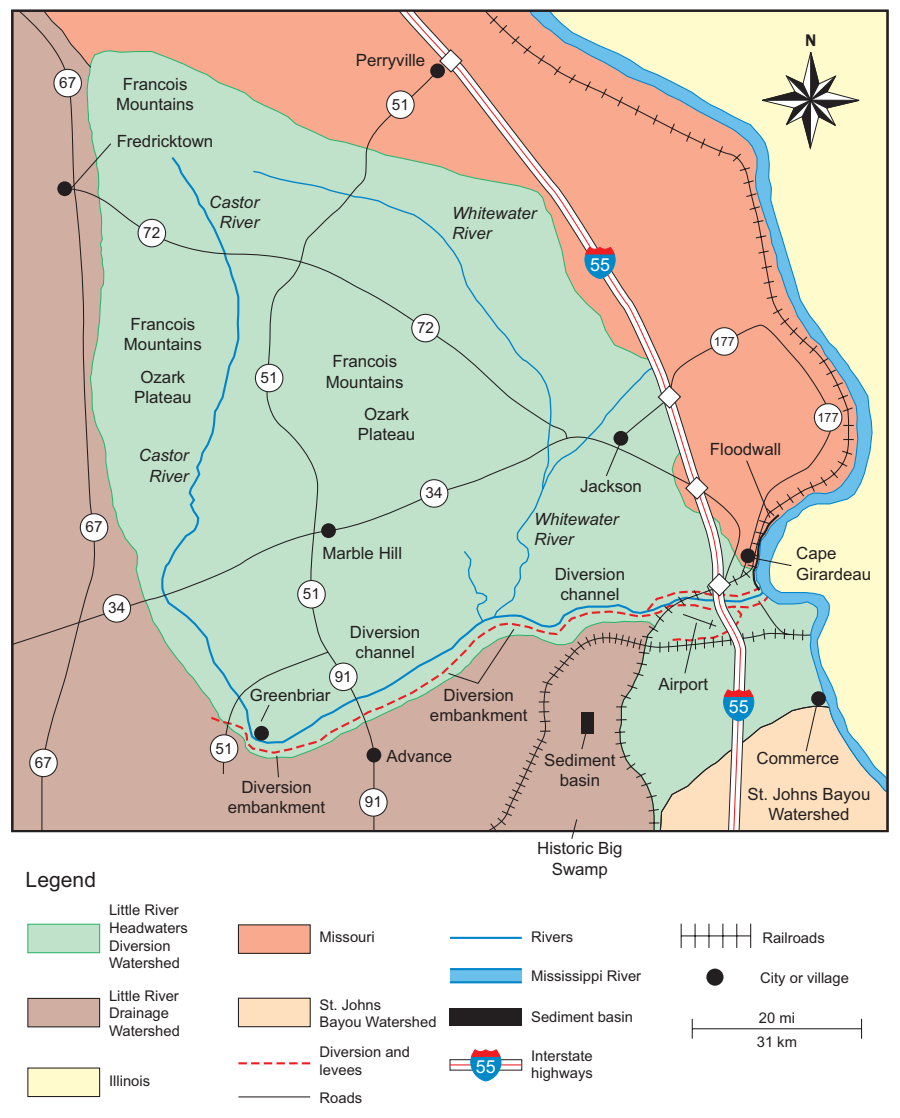 N
Perryville
67
Francois
Mountains
51
Fredricktown
Castor
River
Whitewater
River
72
55
Francois
Mountains
72
177
Francois
Mountains
51
Ozark
Plateau
Ozark
Plateau
177
Floodwall
Castor
River
Jackson
34
67
Whitewater
River
Marble Hill
Cape
Girardeau
Diversion
channel
51
34
Diversion
channel
91
Airport
Greenbriar
Diversion
embankment
55
51
Advance
Sediment
basin
Commerce
67
Diversion
embankment
91
St. Johns Bayou
Watershed
Historic Big
Swamp
Legend
Little River
Headwaters
Diversion
Watershed
Missouri
Rivers
Railroads
Mississippi River
City or village
Little River
Drainage
Watershed
St. Johns
Bayou Watershed
Sediment basin
20 mi
31 km
Illinois
Diversion and
levees
55
Interstate
highways
Roads